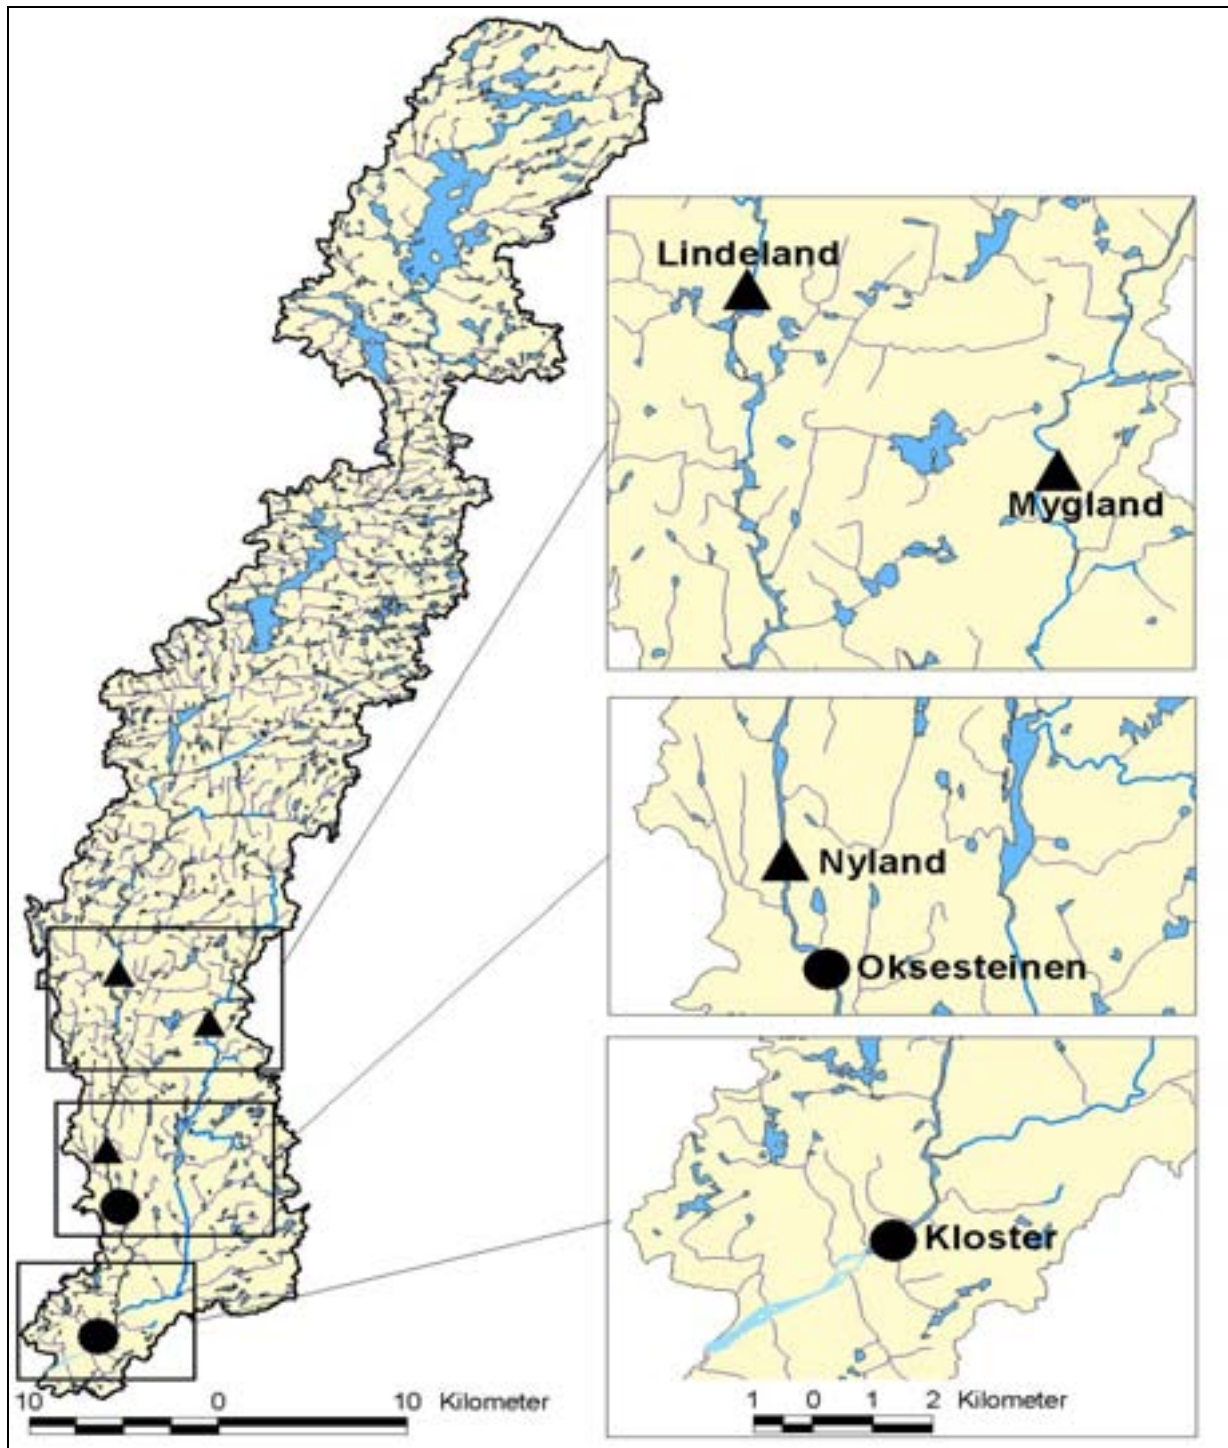 Lindeland
Mygland
Nyland
Oksesteinen
Kloster
10 0 10 Kilometer
1 0 1 2 Kilometer